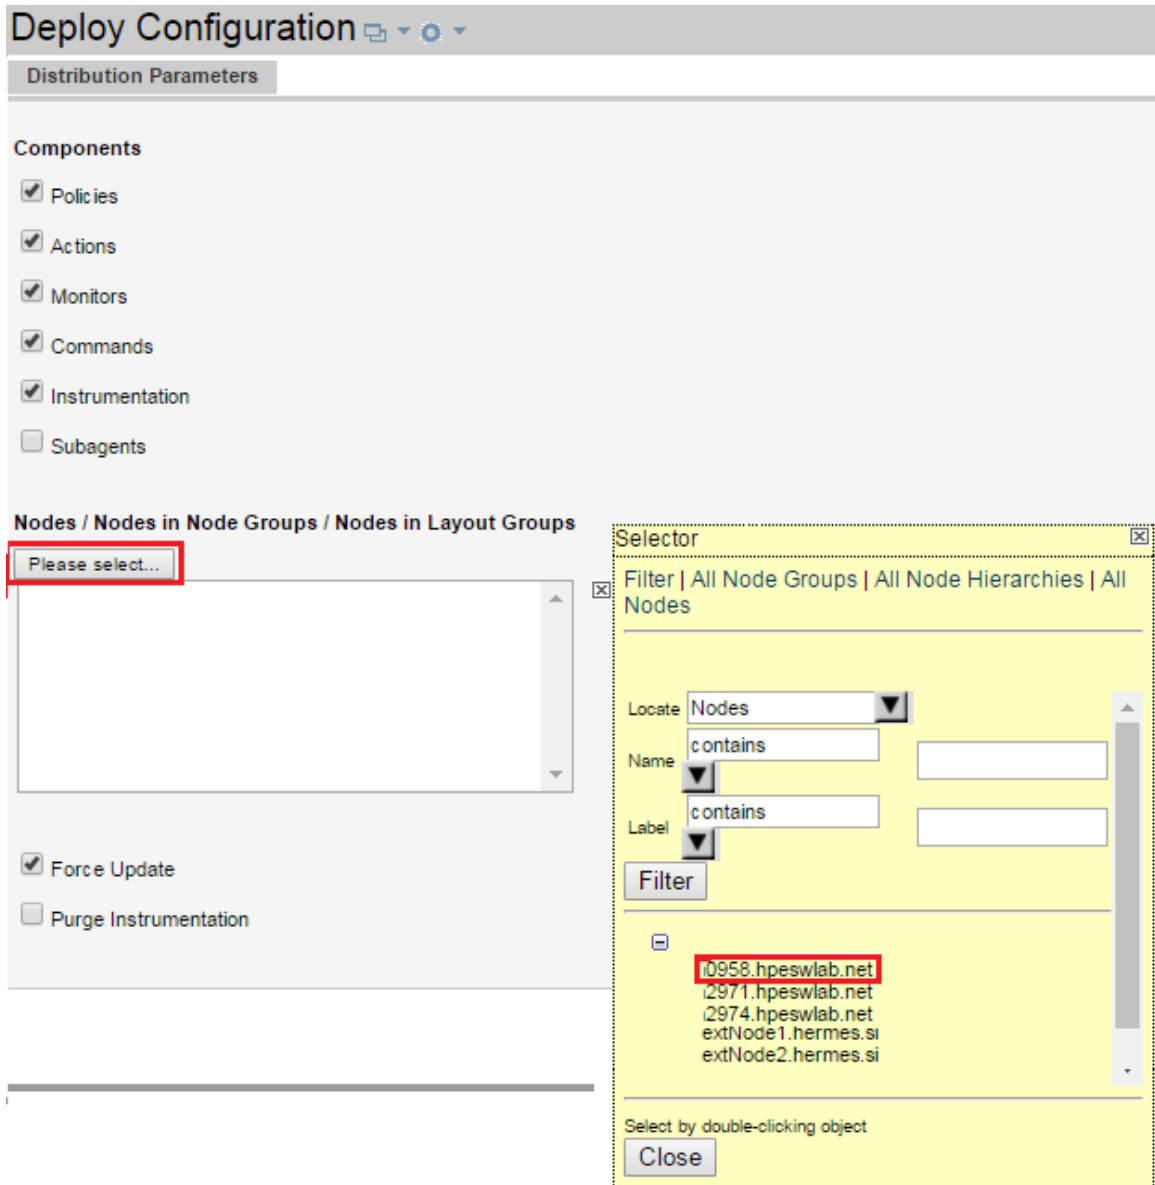 Deploy Configuration
Distribution Parameters
Components
Policies
Actions
Monitors
Commands
Instrumentation
Subagents
Nodes / Nodes in Node Groups / Nodes in Layout Groups
Please select...
Force Update
Purge Instrumentation
Selector
Filter | All Node Groups | All Node Hierarchies | All
Nodes
Locate Nodes
Name contains
Label contains
Filter
i0958.hpeswlab.net
i2971.hpeswlab.net
i2974.hpeswlab.net
extNode1.hermes.si
extNode2.hermes.si
Select by double-clicking object
Close